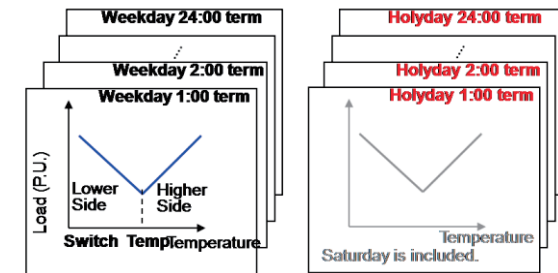 Weekday 24:00 term
Weekday 2:00 term
Weekday 1:00 term
Load (P.U.)
Lower
Side
Higher
Side
Switch Temp
Temperature
Holyday 24:00 term
Holyday 2:00 term
Holyday 1:00 term
Temperature
Saturday is included.